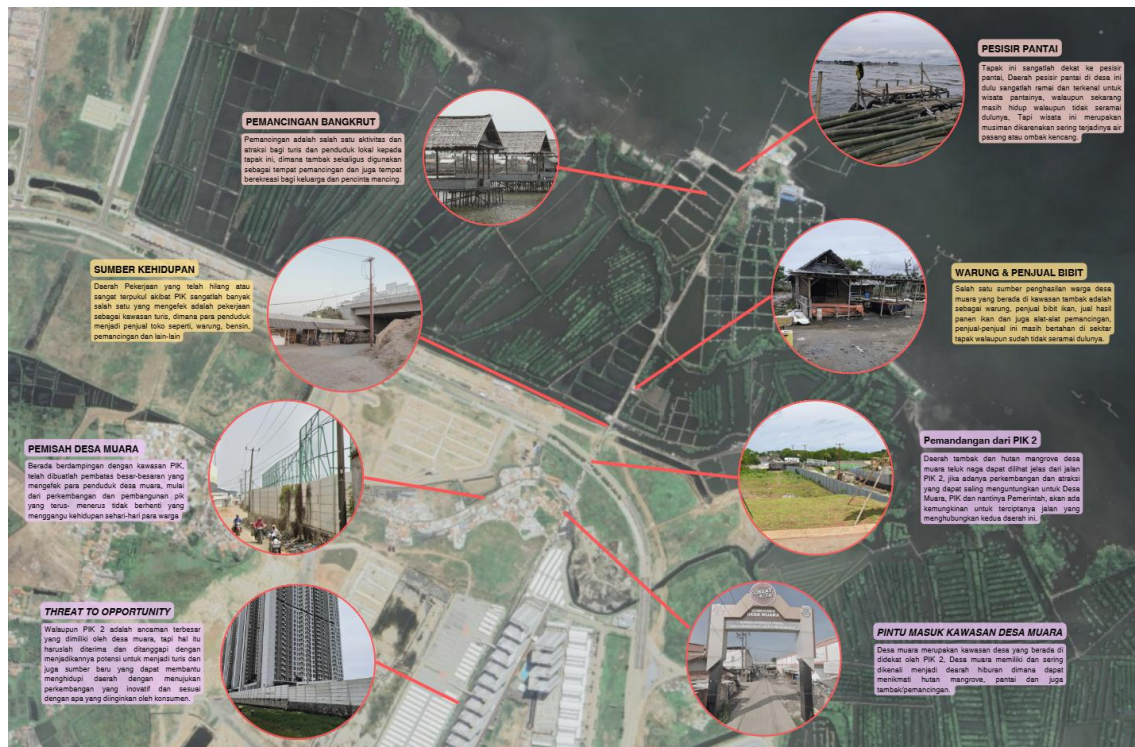 PESISIR PANTAI
Tapak ini sangatlah dekat ke pesisir
pantai, Daerah pesisir pantai di desa ini
dulu sangatlah ramai dan terkenal untuk
wisata pantainya, walaupun sekarang
masih hidup walaupun tidak seramai
dulunya, Tapi wisata ini merupakan
musiman dikarenakan sering terjadinya air
pasang atau ombak kencang.
PEMANCINGAN BANGKRUT
Pemancingan adalah salah satu aktivitas dan
atraksi bagi turis dan penduduk lokal kepada
tapak ini, dimana tambak sekaligus digunakan
sebagai tempat pemancingan dan juga tempat
berekreasi bagi keluarga dan pencinta mancing.
SUMBER KEHIDUPAN
Daerah Pekerjaan yang telah hilang atau
sangat terpukul akibat PIK sangatlah banyak
salah satu yang mengefek adalah pekerjaan
sebagai kawasan turis, dimana para penduduk
menjadi penjual toko seperti, warung, bensin,
pemancingan dan lain-lain
WARUNG & PENJUAL BIBIT
Salah satu sumber penghasilan warga desa
muara yang berada di kawasan tambak adalah
sebagai warung, penjual bibit ikan, jual hasil
panen ikan dan juga alat-alat pemancingan,
penjual-penjual ini masih bertahan di sekitar
tapak walaupun sudah tidak seramai dulunya.
PEMISAH DESA MUARA
Berada berdampingan dengan kawasan PIK,
telah dibuatlah pembatas besar-besaran yang
mengefek para penduduk desa muara, mulai
dari perkembangan dan pembangunan pik
yang terus- menerus tidak berhenti yang
menggangu kehidupan sehari-hari para warga
Pemandangan dari PIK 2
Daerah tambak dan hutan mangrove desa
muara teluk naga dapat dilihat jelas dari jalan
PIK 2, jika adanya perkembangan dan atraksi
yang dapat saling menguntungkan untuk Desa
Muara, PIK dan nantinya Pemerintah, akan ada
kemungkinan untuk terciptanya jalan yang
menghubungkan kedua daerah ini.
THREAT TO OPPORTUNITY
Walaupun PIK 2 adalah ancaman terbesar
yang dimiliki oleh desa muara, tapi hal itu
haruslah diterima dan ditanggapi dengan
menjadikannya potensi untuk menjadi turis dan
juga sumber baru yang dapat membantu
menghidupi daerah dengan menujukan
perkembangan yang inovatif dan sesuai
dengan apa yang diinginkan oleh konsumen.
DESA MUARA
PINTU MASUK KAWASAN DESA MUARA
Desa muara merupakan kawasan desa yang berada di
didekat oleh PIK 2, Desa muara memiliki dan sering
dikenali menjadi desarah hiburan dimana dapat
menikmati hutan mangrove, pantai dan juga
tambak/pemancingan.